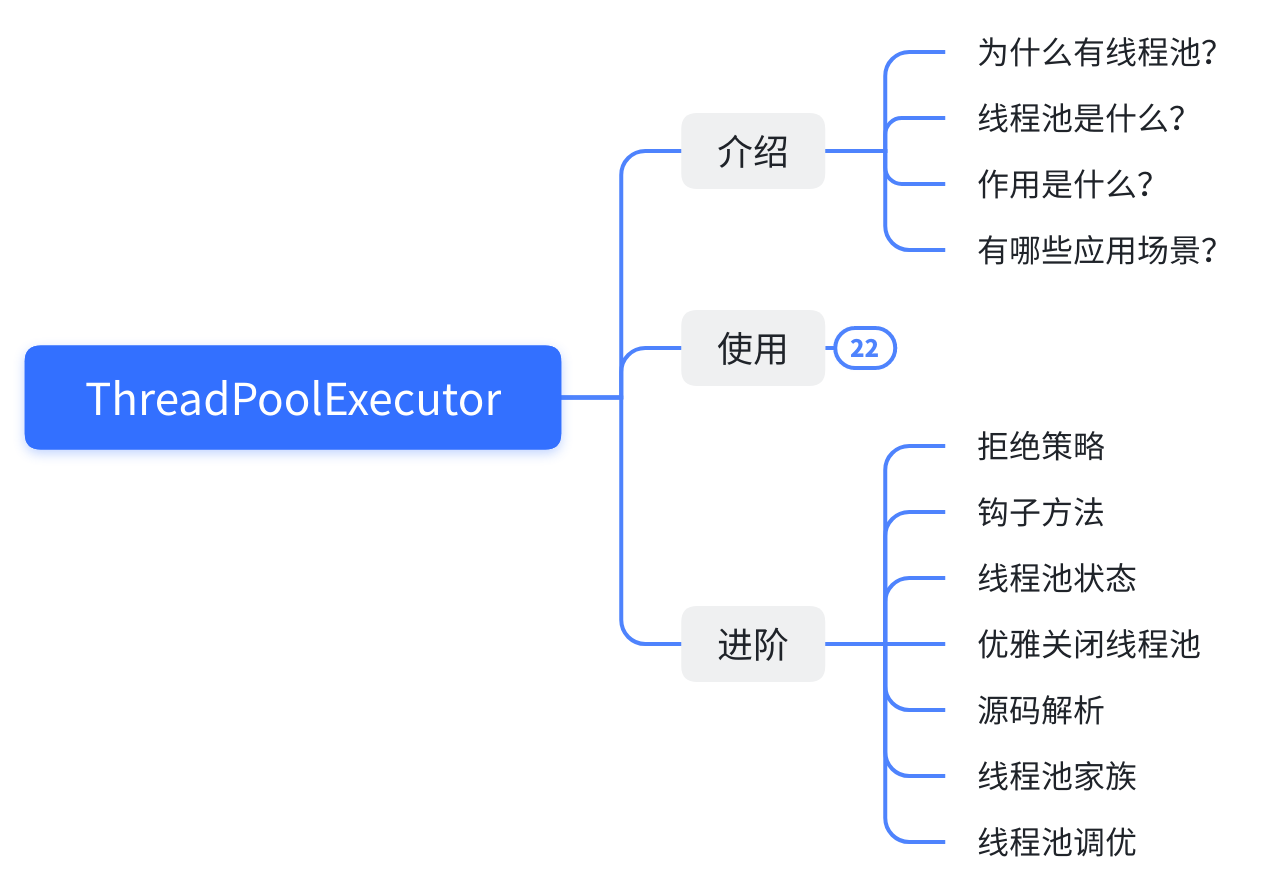 ThreadPoolExecutor
介绍
为什么有线程池？
线程池是什么？
作用是什么？
有哪些应用场景？
使用
22
进阶
拒绝策略
钩子方法
线程池状态
优雅关闭线程池
源码解析
线程池家族
线程池调优